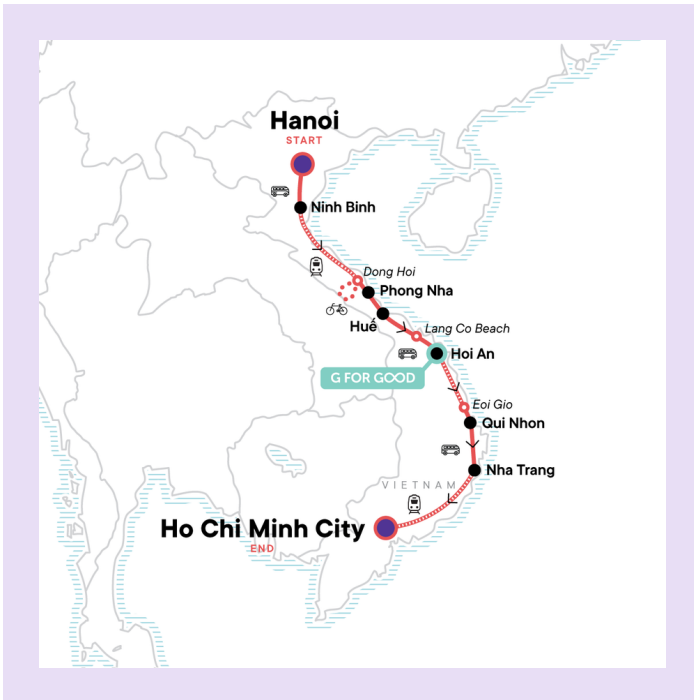 Hanoi
START
Ninh Binh
Dong Hoi
Phong Nha
Huế
Lang Co Beach
Hoi An
G FOR GOOD
Eoi Gio
Qui Nhon
Nha Trang
VIETNAM
Ho Chi Minh City
END